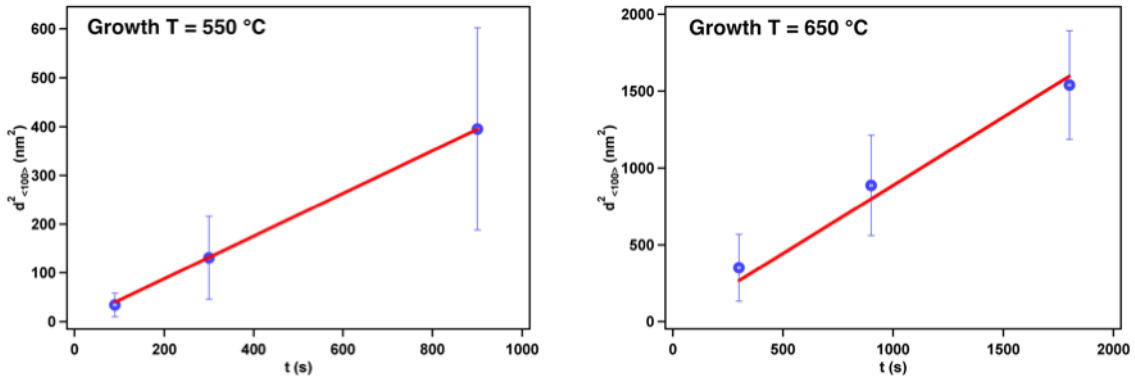 Growth T = 550 °C
600
500
400
300
200
100
0
d²<100> (nm²)
0 200 400 600 800 1000
t (s)
Growth T = 650 °C
2000
1500
1000
500
0
d²<100> (nm²)
0 500 1000 1500 2000
t (s)